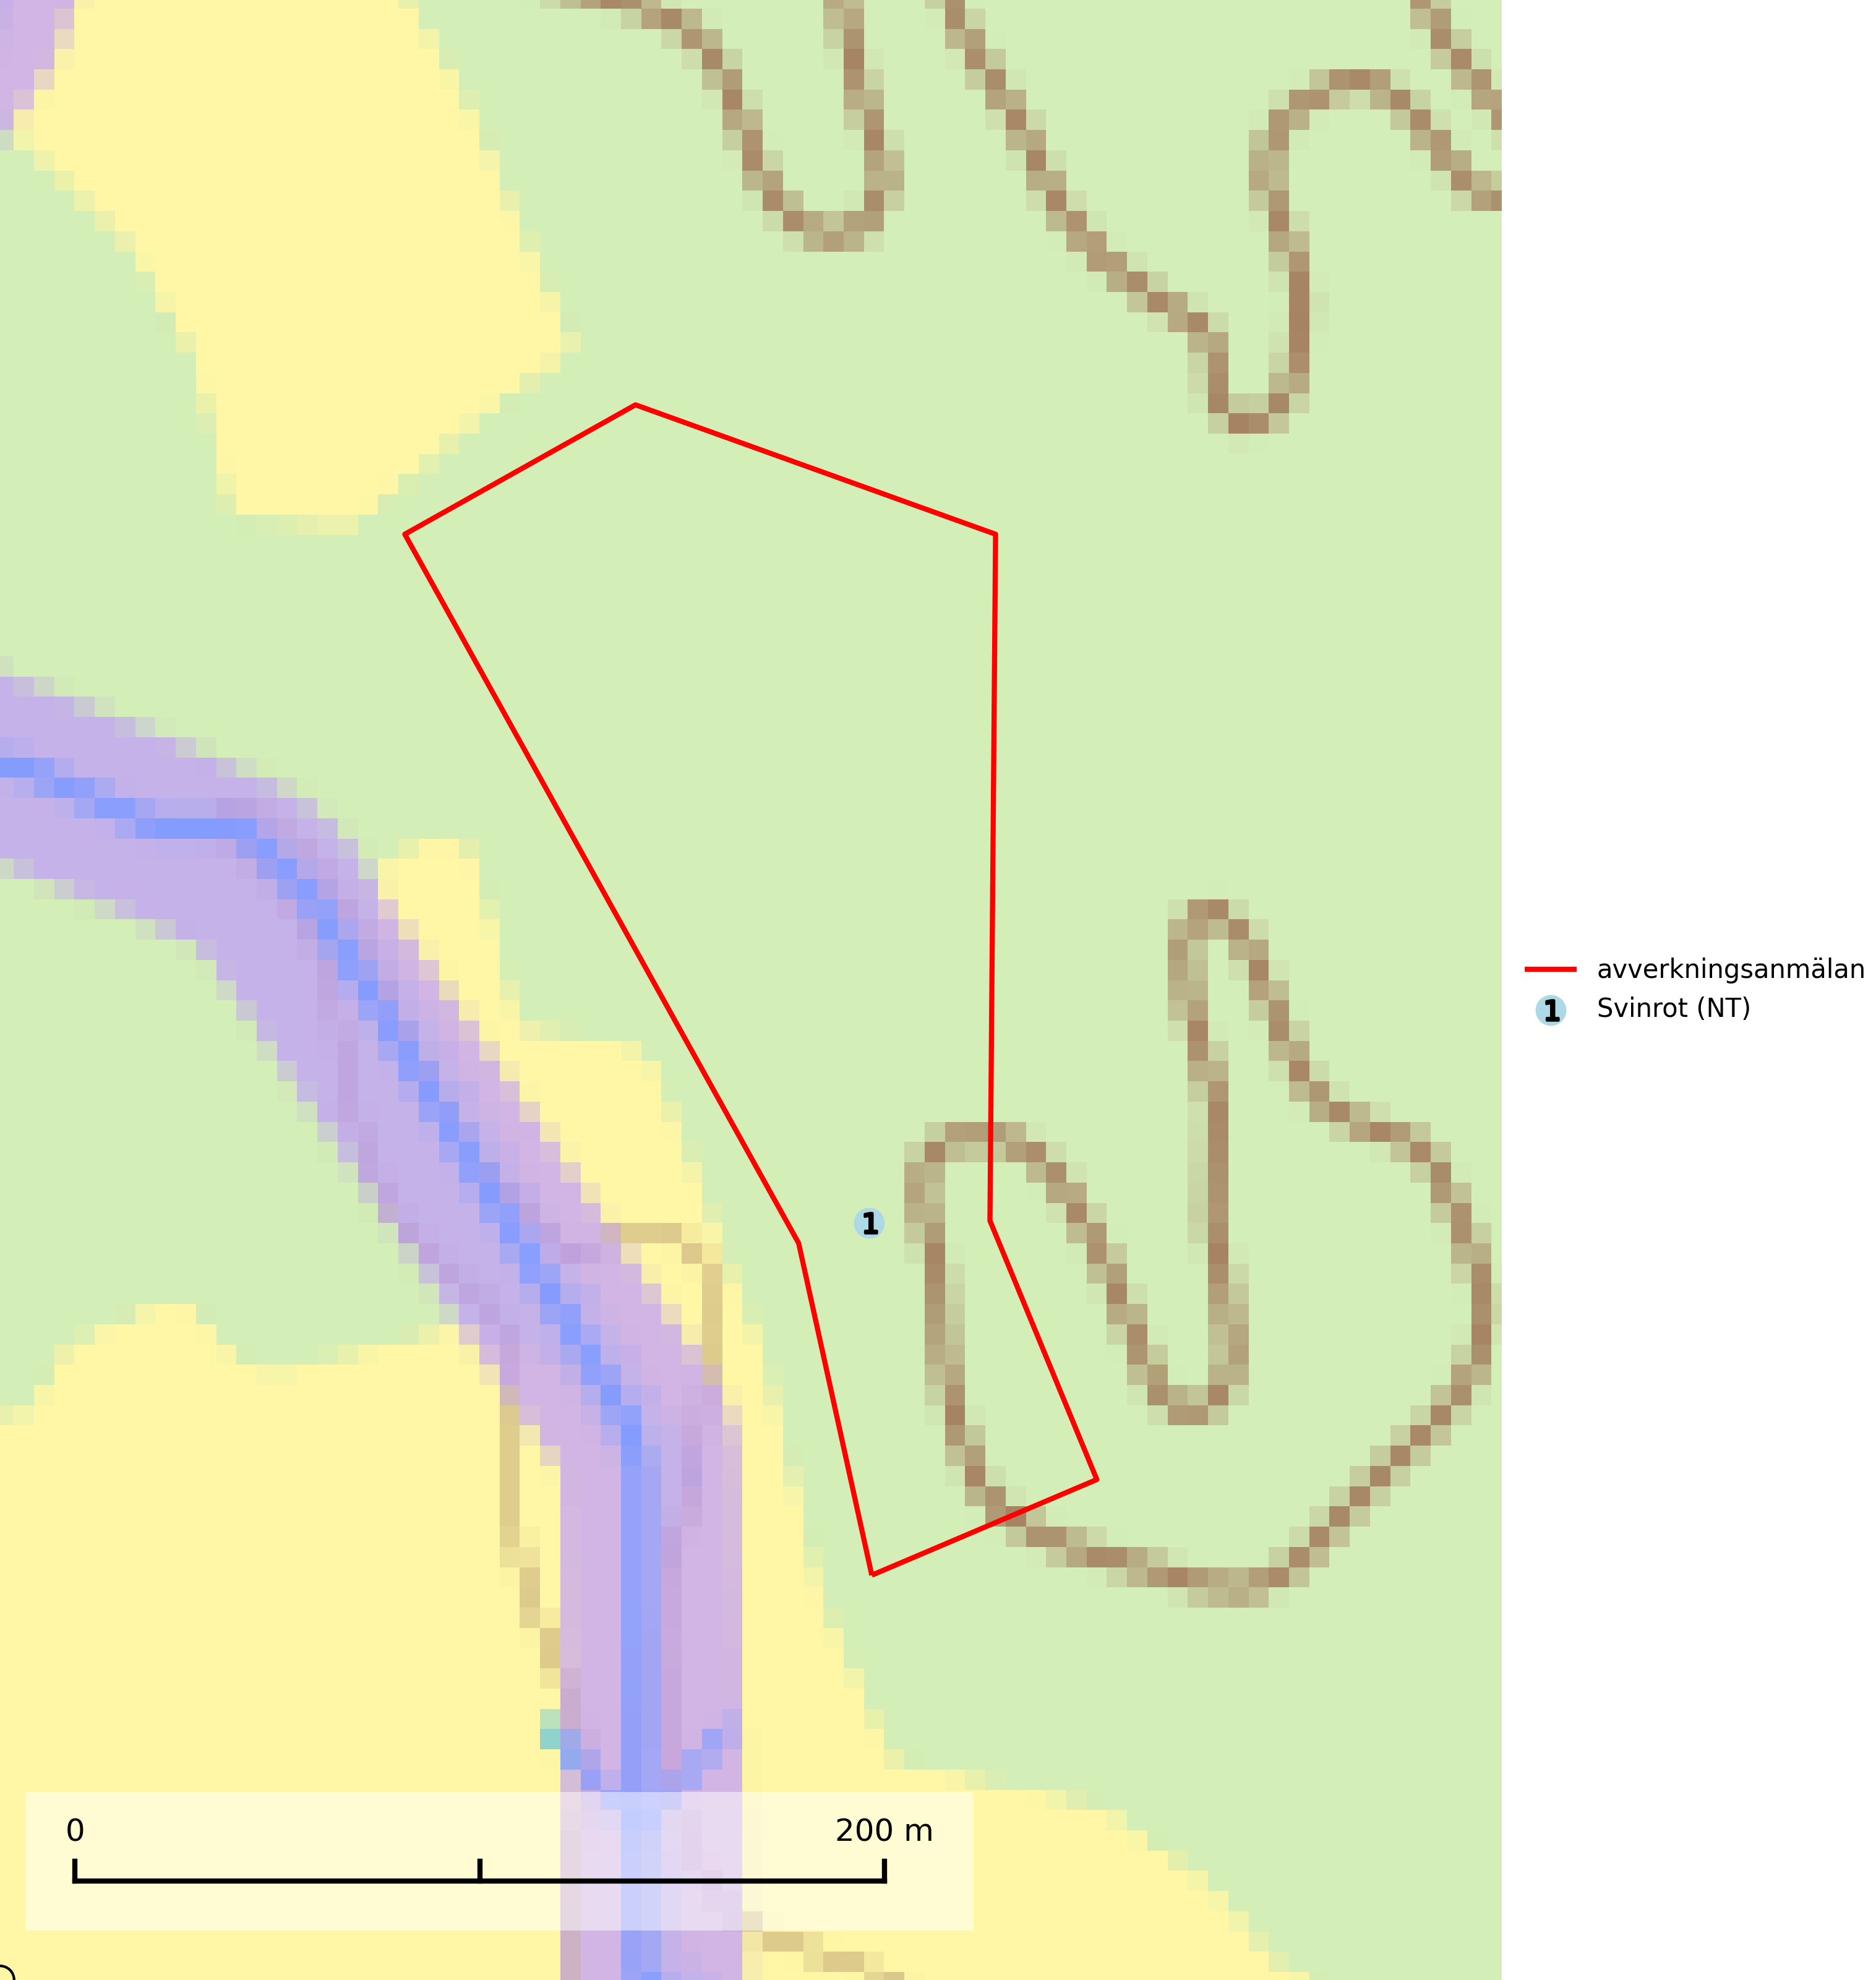 avverkningsanmälan
1 Svinrot (NT)
1
0 200 m